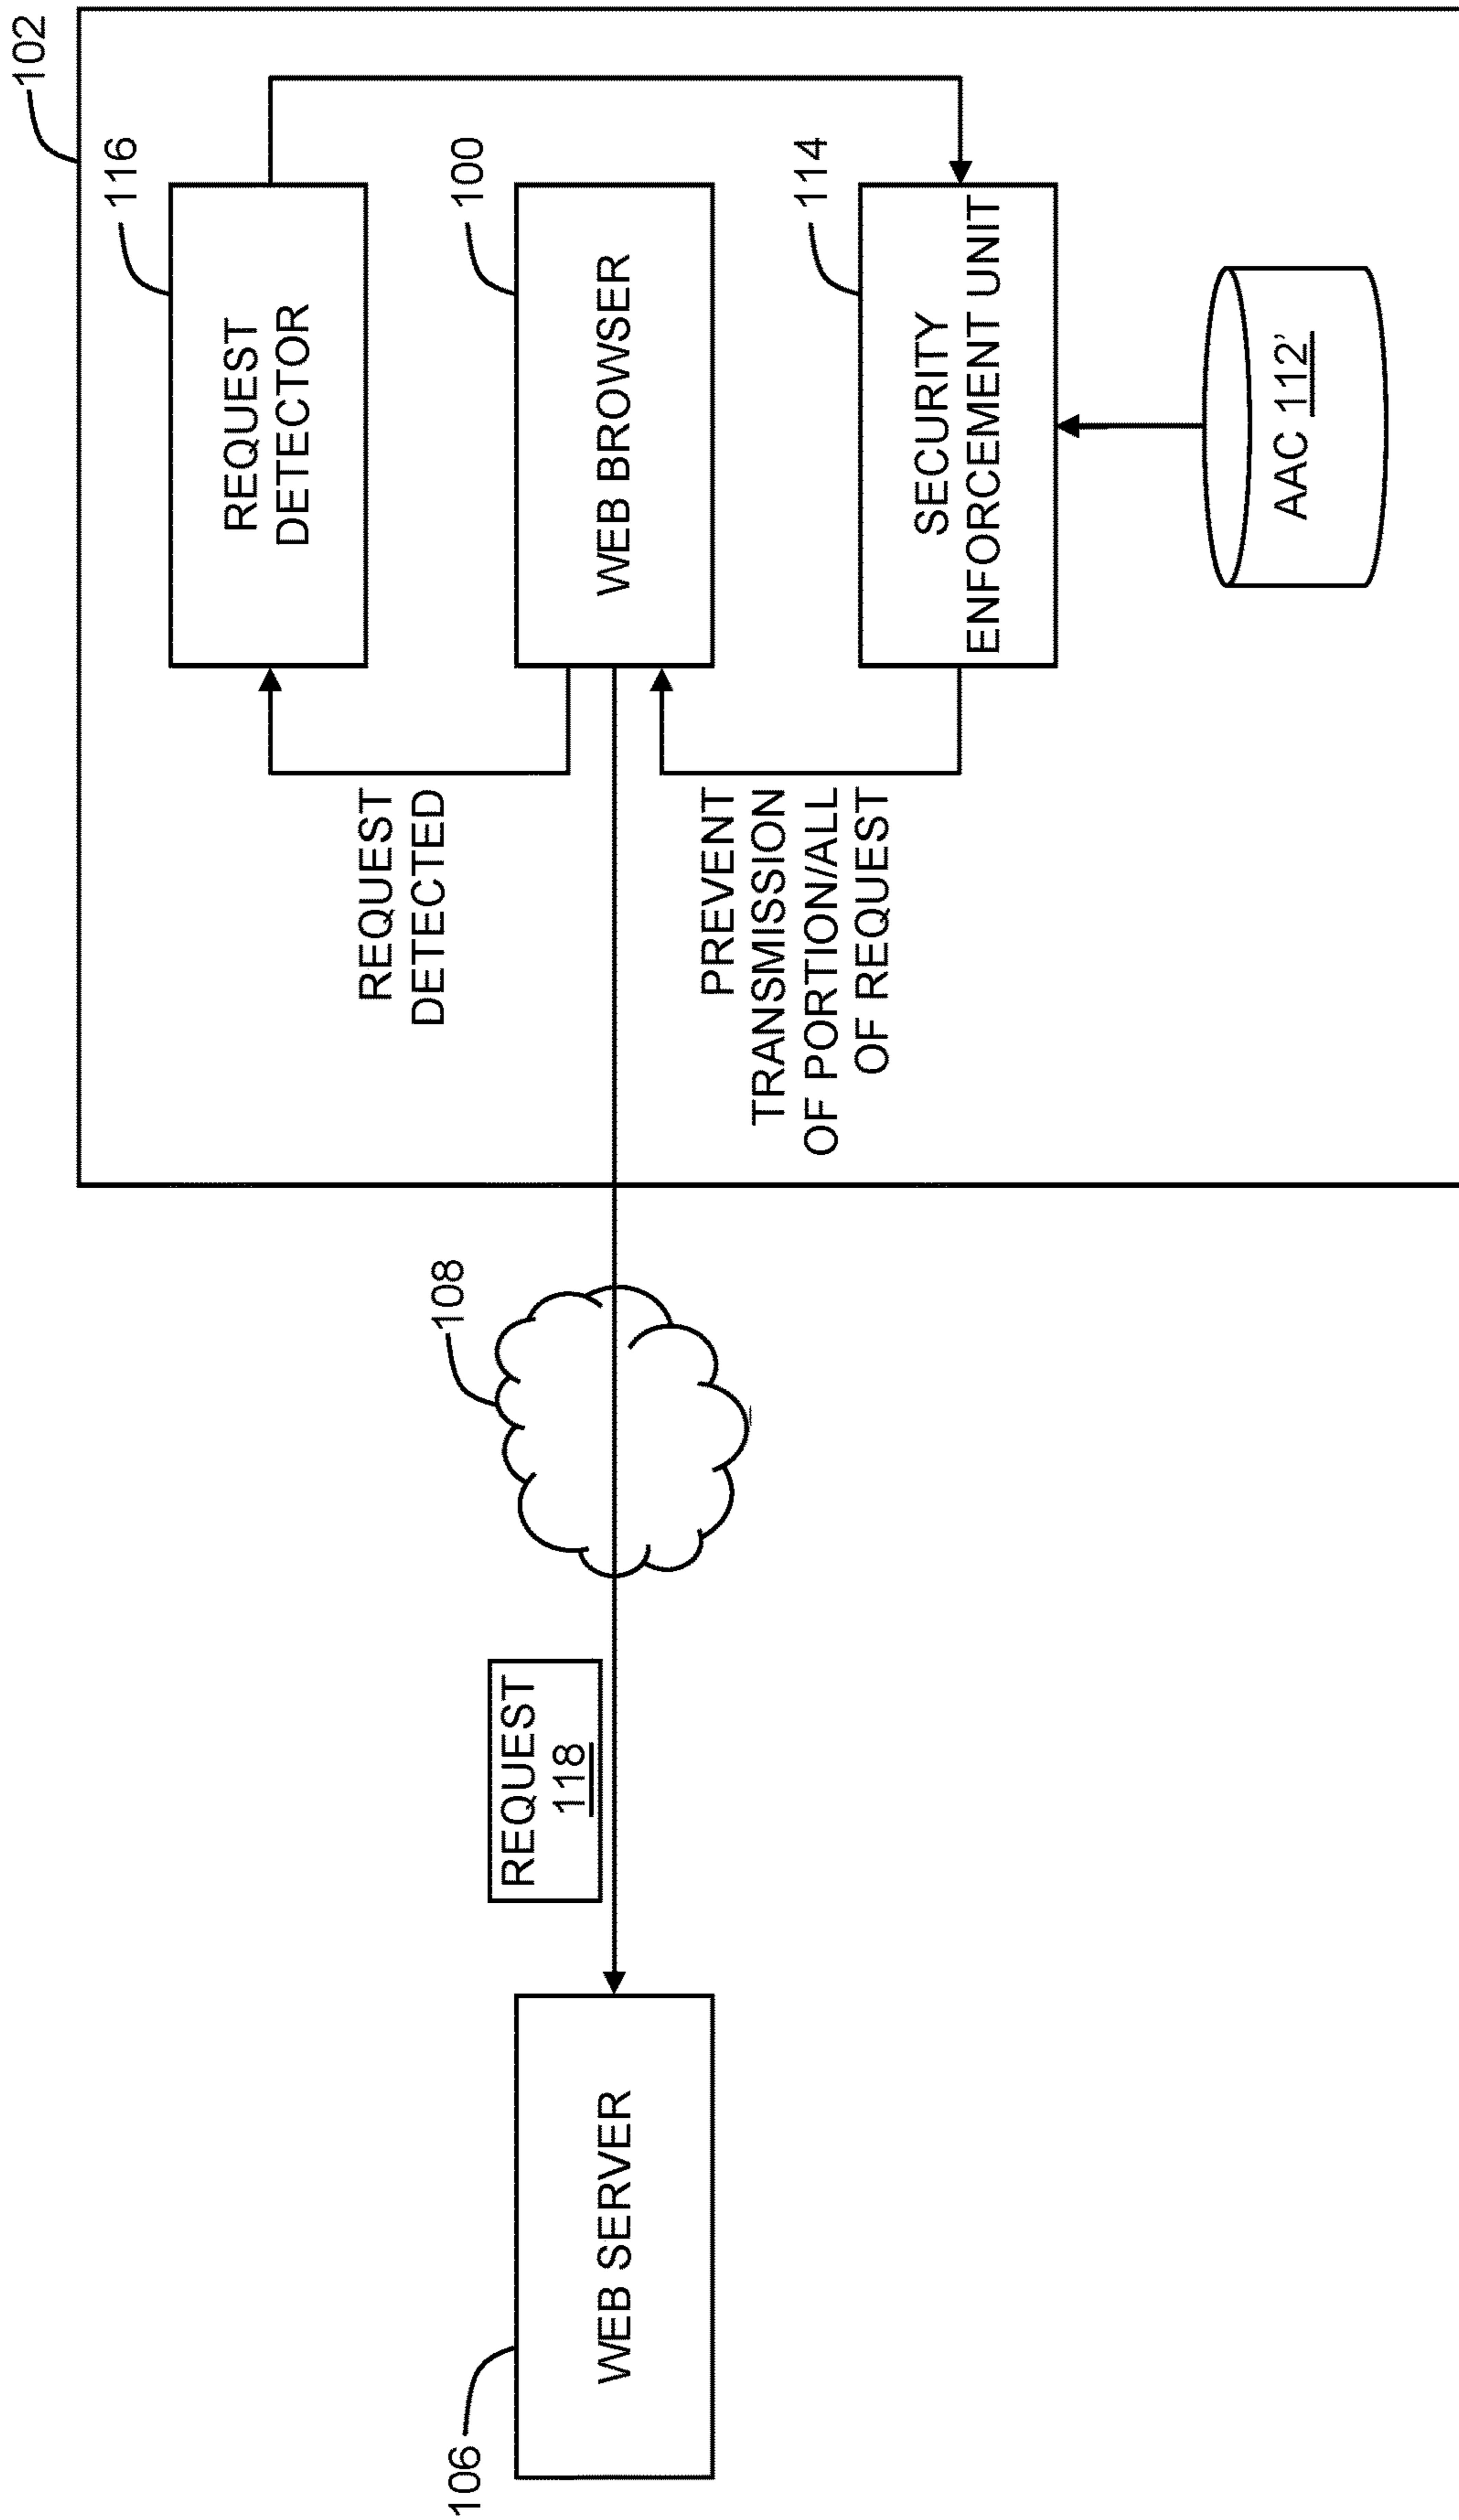 102
116
REQUEST
DETECTOR
REQUEST
DETECTED
106
108
100
REQUEST
118
WEB SERVER
WEB BROWSER
PREVENT
TRANSMISSION
OF PORTION/ALL
OF REQUEST
114
SECURITY
ENFORCEMENT UNIT
AAC 112'